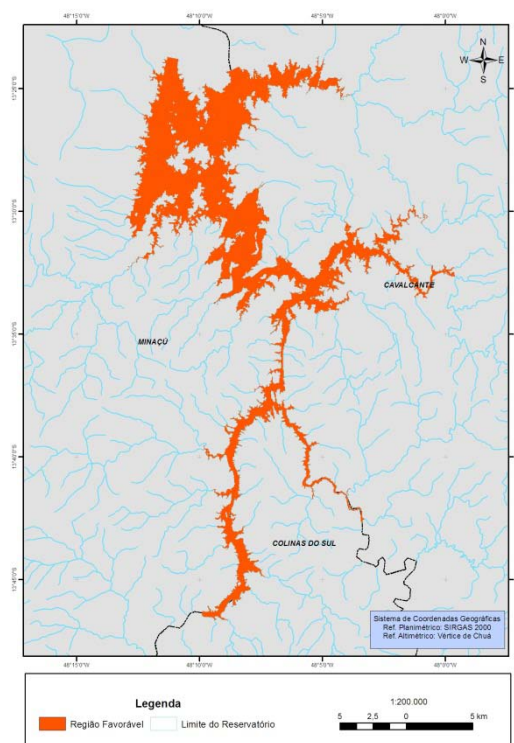 48°15'0"W 48°10'0"W 48°5'0"W 48°0'0"W
N
W E
S
CAVALCANTE
MINAÇÚ
COLINAS DO SUL
Sistema de Coordenadas Geográficas
Ref. Planimétrico: SIRGAS 2000
Ref. Altimétrico: Vértice de Chuá
48°15'0"W 48°10'0"W 48°5'0"W 48°0'0"W
Legenda
Região Favorável Limite do Reservatório
1:200.000
5 2,5 0 5 km